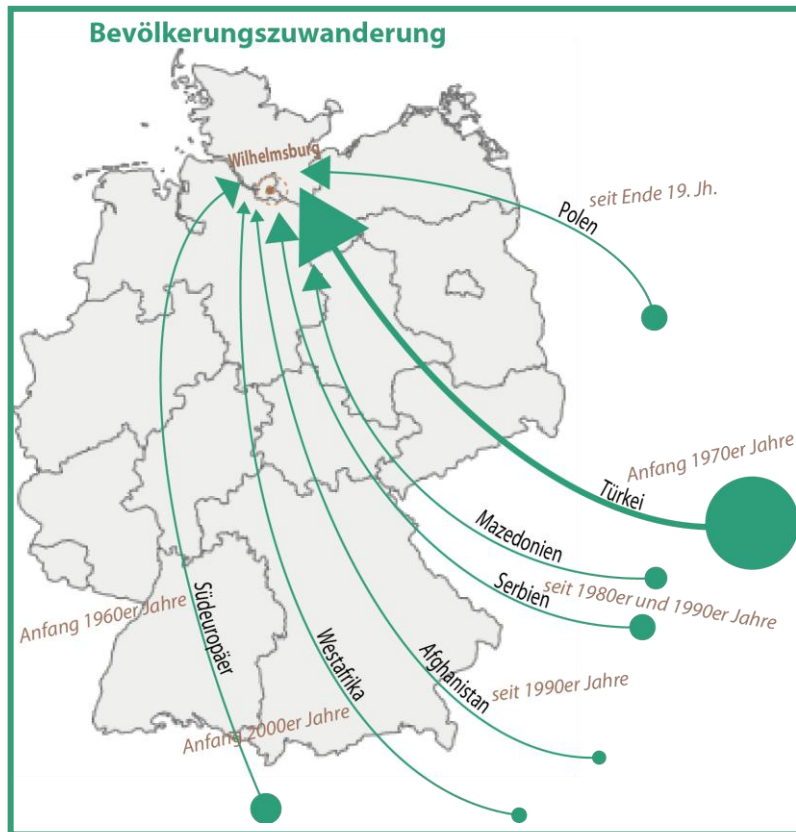 Bevölkerungszuwanderung
Wilhelmsburg
seit Ende 19. Jh.
Polen
Anfang 1970er Jahre
Türkei
Mazedonien
Serbien
seit 1980er und 1990er Jahre
Anfang 1960er Jahre
Südeuropäer
Westafrika
Afghanistan
seit 1990er Jahre
Anfang 2000er Jahre